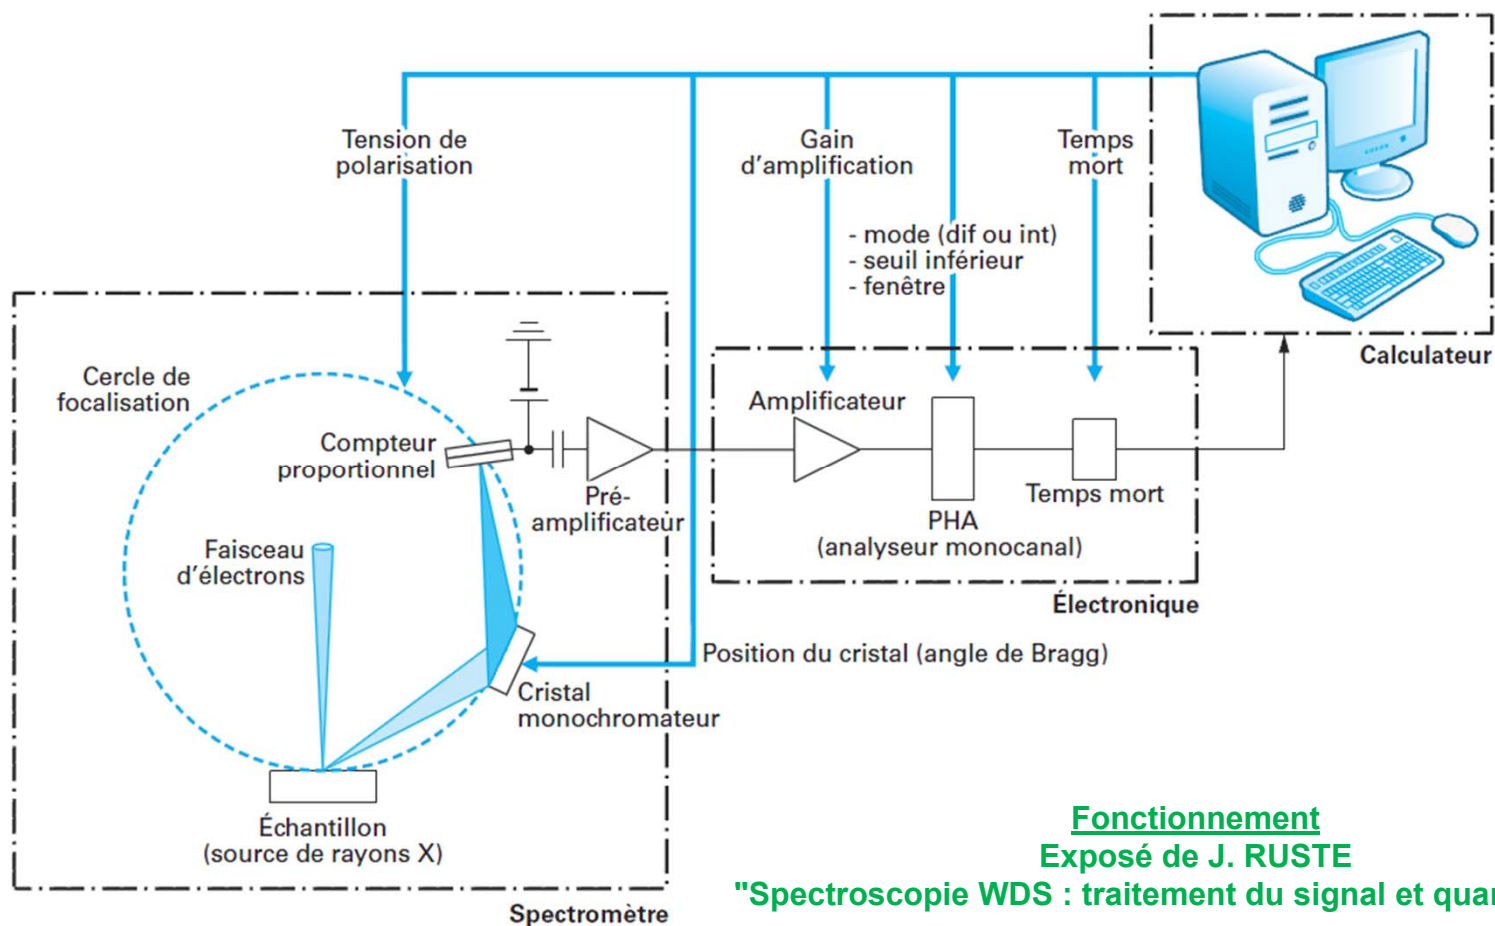 Tension de
polarisation
Gain
d'amplification
Temps
mort
- mode (dif ou int)
- seuil inférieur
- fenêtre
Calculateur
Cercle de
focalisation
Compteur
proportionnel
Pré-
amplificateur
Amplificateur
PHA
(analyseur monocanal)
Temps mort
Électronique
Faisceau
d'électrons
Position du cristal (angle de Bragg)
Cristal
monochromateur
Échantillon
(source de rayons X)
Spectromètre
Fonctionnement
Exposé de J. RUSTE
"Spectroscopie WDS : traitement du signal et quan